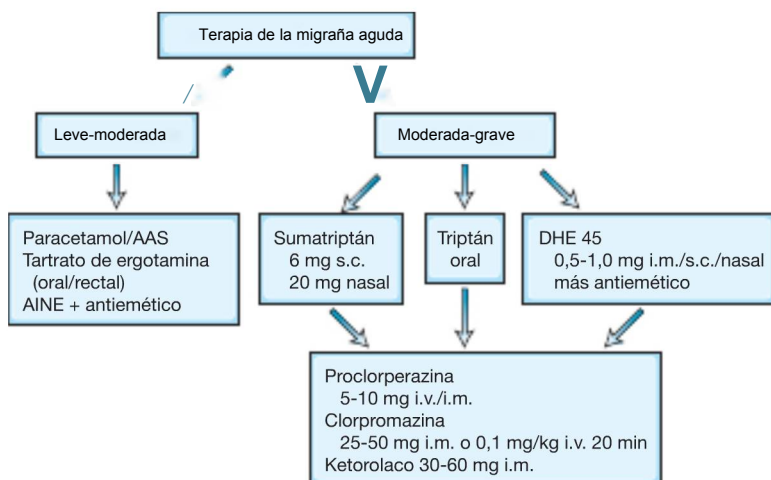 Terapia de la migraña aguda
V
Leve-moderada
Moderada-grave
Paracetamol/AAS
Tartrato de ergotamina
(oral/rectal)
AINE + antiemético
Sumatriptán
6 mg s.c.
20 mg nasal
Triptán
oral
DHE 45
0,5-1,0 mg i.m./s.c./nasal
más antiemético
Proclorperazina
5-10 mg i.v./i.m.
Clorpromazina
25-50 mg i.m. o 0,1 mg/kg i.v. 20 min
Ketorolaco 30-60 mg i.m.